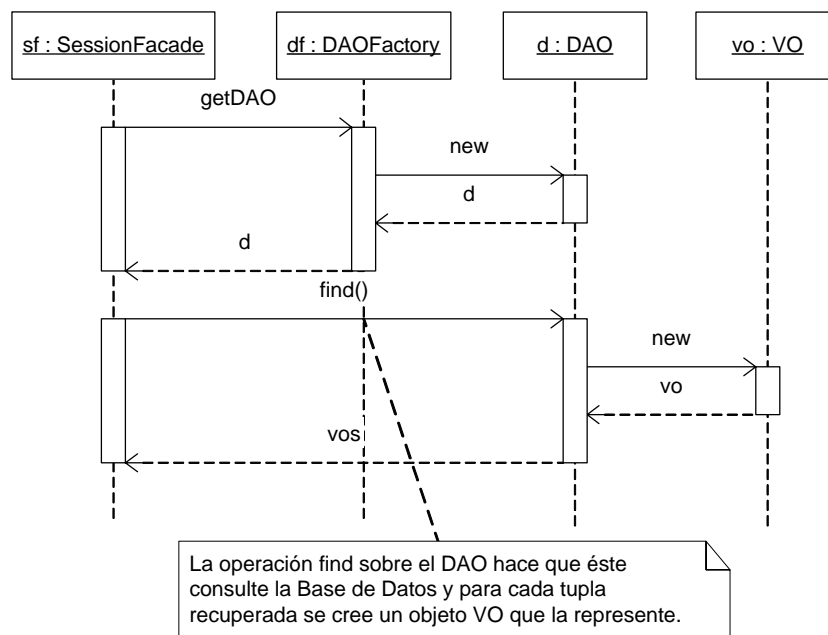 sf : SessionFacade
df : DAOFactory
d : DAO
vo : VO
getDAO
new
d
d
find()
new
vo
vos
La operación find sobre el DAO hace que éste
consulte la Base de Datos y para cada tupla
recuperada se cree un objeto VO que la represente.